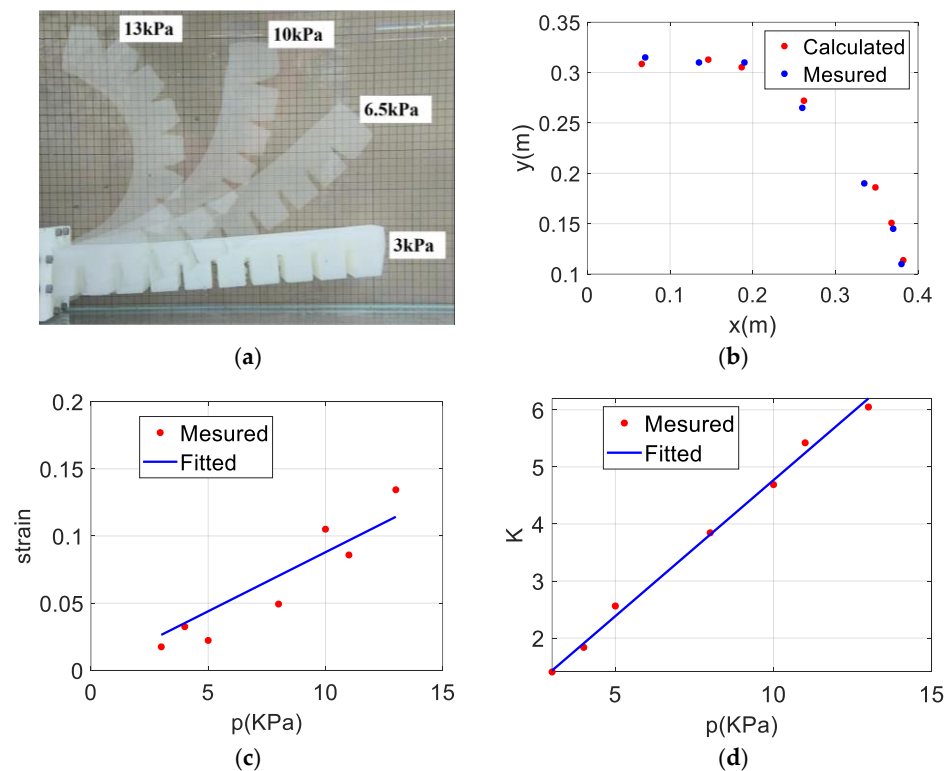 13kPa
10kPa
6.5kPa
3kPa
(a)
0.35
0.3
0.25
0.2
0.15
0.1
y(m)
0
0.1
0.2
0.3
0.4
x(m)
Calculated
Mesured
(b)
0.2
0.15
0.1
0.05
0
strain
0
5
10
15
p(KPa)
Mesured
Fitted
(c)
6
5
4
3
2
K
5
10
15
p(KPa)
Mesured
Fitted
(d)